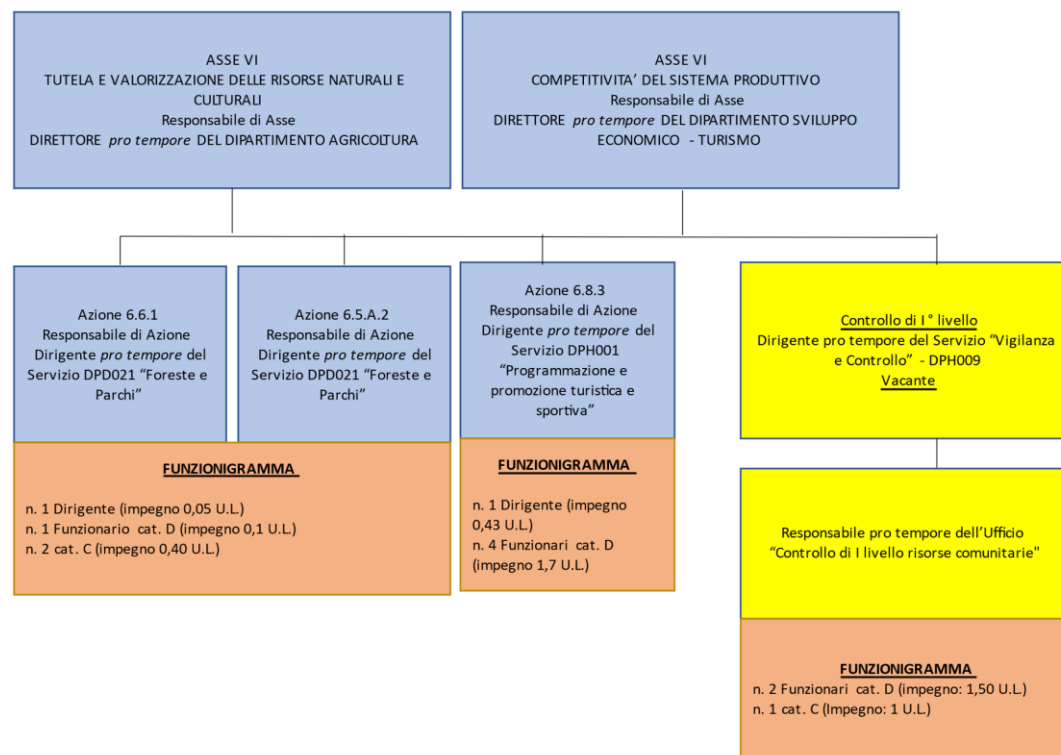 ASSE VI
TUTELA E VALORIZZAZIONE DELLE RISORSE NATURALI E
CULTURALI
Responsabile di Asse
DIRETTORE pro tempore DEL DIPARTIMENTO AGRICOLTURA
ASSE VI
COMPETITIVITA’ DEL SISTEMA PRODUTTIVO
Responsabile di Asse
DIRETTORE pro tempore DEL DIPARTIMENTO SVILUPPO
ECONOMICO - TURISMO
Azione 6.6.1
Responsabile di Azione
Dirigente pro tempore del
Servizio DPD021 “Foreste e
Parchi”
Azione 6.5.A.2
Responsabile di Azione
Dirigente pro tempore del
Servizio DPD021 “Foreste e
Parchi”
Azione 6.8.3
Responsabile di Azione
Dirigente pro tempore del
Servizio DPH001
“Programmazione e
promozione turistica e
sportiva”
Controllo di I° livello
Dirigente pro tempore del Servizio “Vigilanza
e Controllo” - DPH009
Vacante
FUNZIONIGRAMMA
n. 1 Dirigente (impegno 0,05 U.L.)
n. 1 Funzionario cat. D (impegno 0,1 U.L.)
n. 2 cat. C (impegno 0,40 U.L.)
FUNZIONIGRAMMA
n. 1 Dirigente (impegno
0,43 U.L.)
n. 4 Funzionari cat. D
(impegno 1,7 U.L.)
Responsabile pro tempore dell’Ufficio
“Controllo di I livello risorse comunitarie"
FUNZIONIGRAMMA
n. 2 Funzionari cat. D (impegno: 1,50 U.L.)
n. 1 cat. C (Impegno: 1 U.L.)